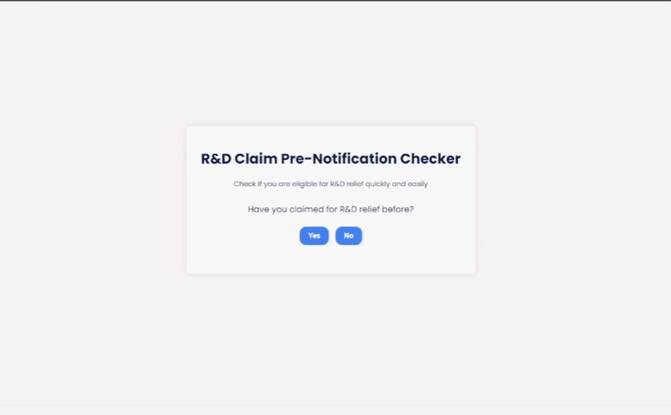 R&D Claim Pre-Notification Checker
Check if you are eligible for R&D relief quickly and easily
Have you claimed for R&D relief before?
Yes No